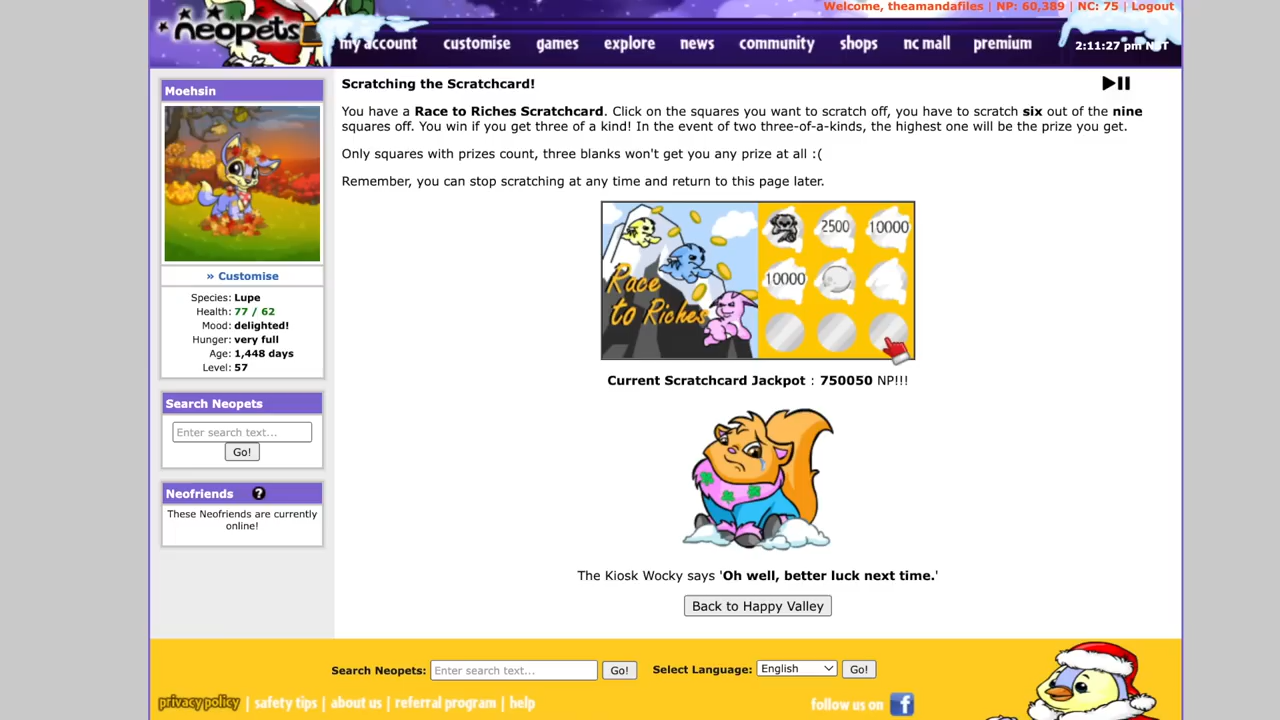 Welcome, theamandafiles | NP: 60,389 | NC: 75 | Logout
neopets
my account customise games explore news community shops nc mall premium
2:11:27 pm NST
Moehsin
» Customise
Species: Lupe
Health: 77 / 62
Mood: delighted!
Hunger: very full
Age: 1,448 days
Level: 57
Search Neopets
Enter search text...
Go!
Neofriends ?
These Neofriends are currently
online!
Scratching the Scratchcard!
You have a Race to Riches Scratchcard. Click on the squares you want to scratch off, you have to scratch six out of the nine
squares off. You win if you get three of a kind! In the event of two three-of-a-kinds, the highest one will be the prize you get.
Only squares with prizes count, three blanks won't get you any prize at all :(
Remember, you can stop scratching at any time and return to this page later.
Race
to Riches
2500 10000
10000
Current Scratchcard Jackpot : 750050 NP!!!
The Kiosk Wocky says 'Oh well, better luck next time.'
Back to Happy Valley
Search Neopets: Enter search text... Go! Select Language: English Go!
privacy policy | safety tips | about us | referral program | help
follow us on f